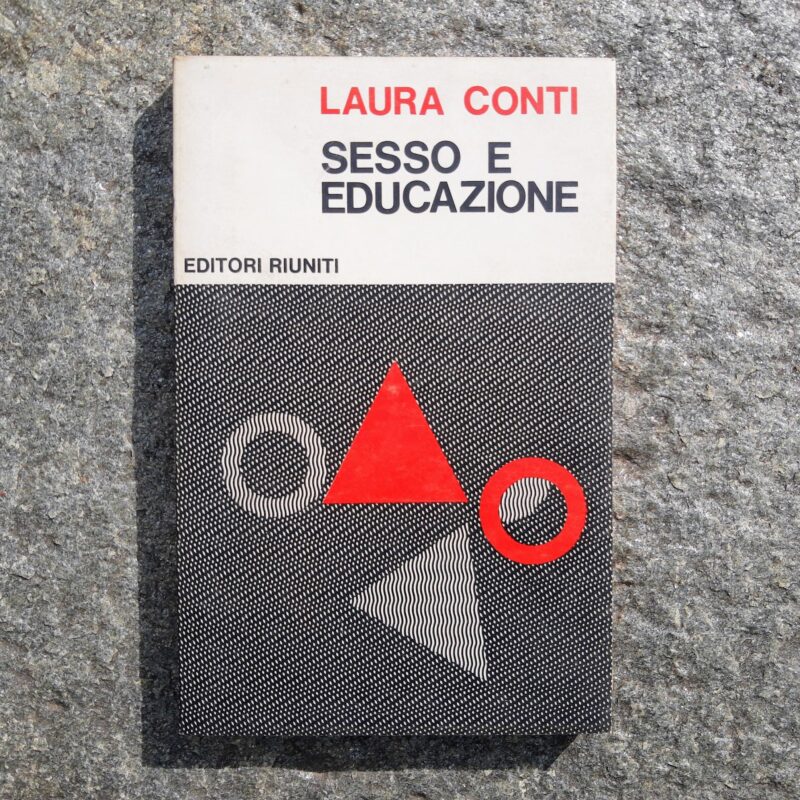 LAURA CONTI
SESSO E
EDUCAZIONE
EDITORI RIUNITI